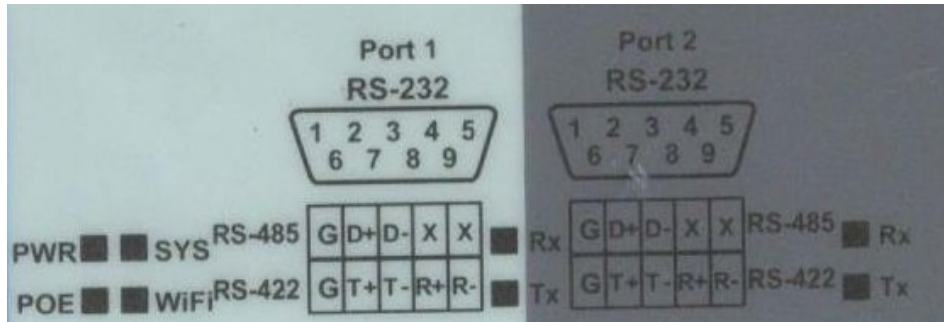 Port 1 Port 2
RS-232 RS-232
1 2 3 4 5 1 2 3 4 5
6 7 8 9 6 7 8 9
PWR SYS RS-485 G D+ D- X X Rx G D+ D- X X RS-485 Rx
POE WiFi RS-422 G T+ T- R+ R- Tx G T+ T- R+ R- RS-422 Tx